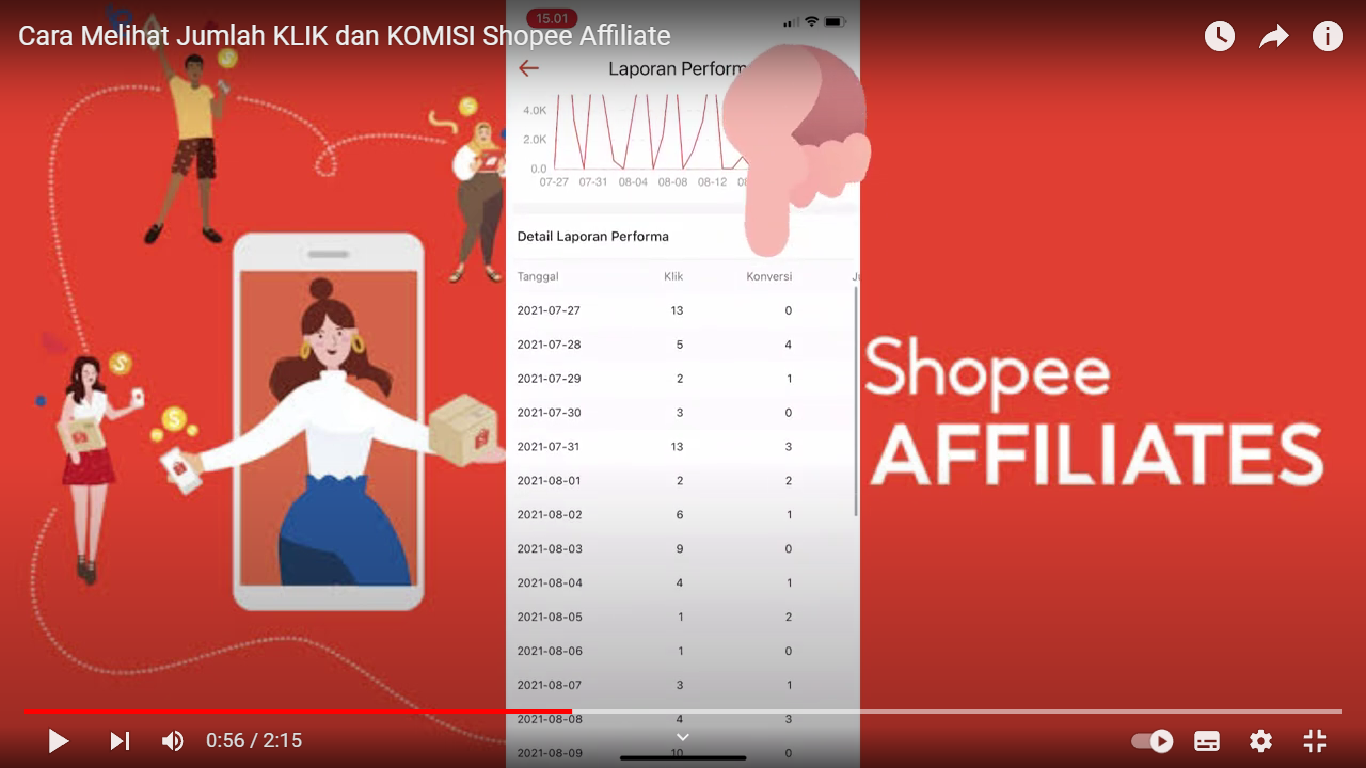 15.01
Cara Melihat Jumlah KLIK dan KOMISI Shopee Affiliate
Laporan Perform
4.0K
2.0K
0.0
07-27 07-31 08-04 08-08 08-12
Detail Laporan Performa
Tanggal Klik Konversi
2021-07-27 13 0
2021-07-28 5 4
2021-07-29 2 1
2021-07-30 3 0
2021-07-31 13 3
2021-08-01 2 2
2021-08-02 6 1
2021-08-03 9 0
2021-08-04 4 1
2021-08-05 1 2
2021-08-06 1 0
2021-08-07 3 1
2021-08-08 4 3
2021-08-09 10 0
Shopee
AFFILIATES
0:56 / 2:15